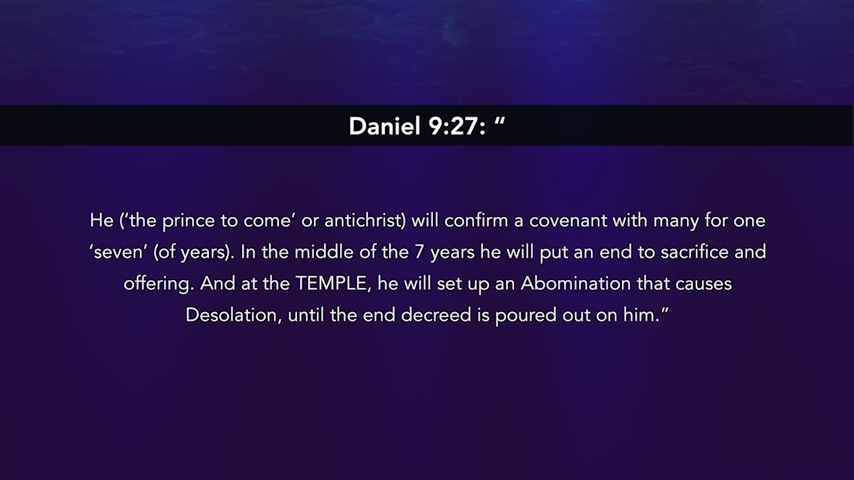 Daniel 9:27: "
He ('the prince to come' or antichrist) will confirm a covenant with many for one
'seven' (of years). In the middle of the 7 years he will put an end to sacrifice and
offering. And at the TEMPLE, he will set up an Abomination that causes
Desolation, until the end decreed is poured out on him."